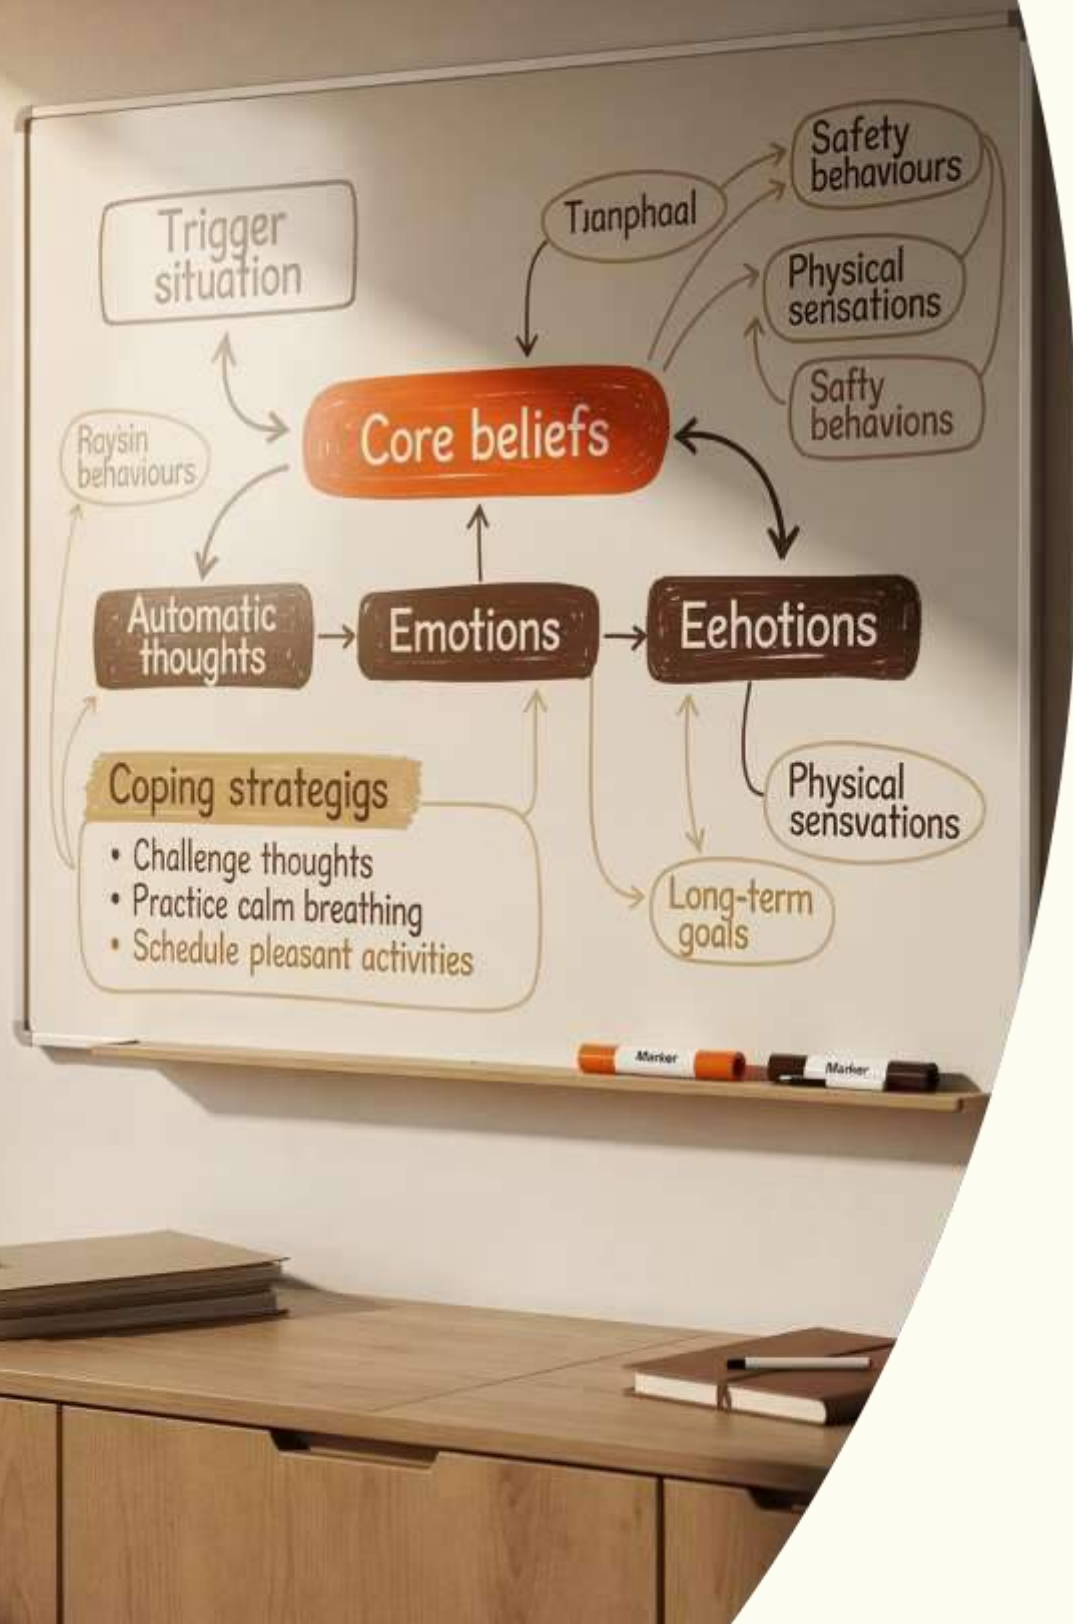 Trigger
situation
Tjanphaal
Safety
behaviours
Physical
sensations
Safty
behavions
Core beliefs
Raysin
behaviours
Automatic
thoughts
Emotions
Eehotions
Coping strategigs
• Challenge thoughts
• Practice calm breathing
• Schedule pleasant activities
Physical
sensvations
Long-term
goals
Marker
Marker